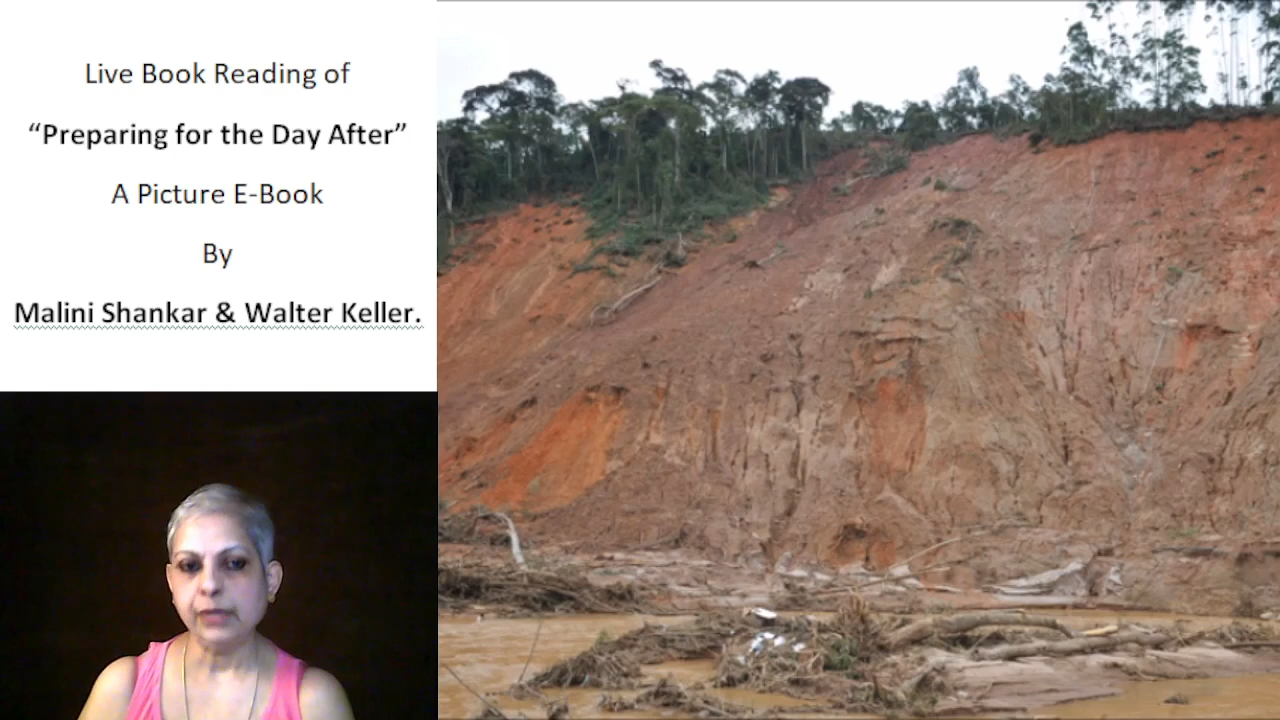 Live Book Reading of
“Preparing for the Day After”
A Picture E-Book
By
Malini Shankar & Walter Keller.